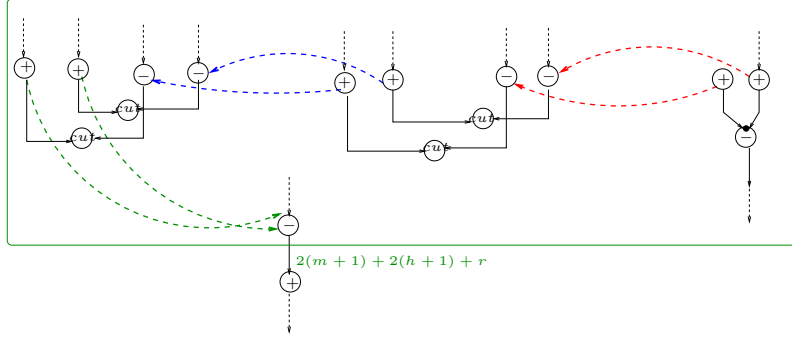 + + − − + + − − + +
cut cut
cut cut
−
−
2(m + 1) + 2(h + 1) + r
+